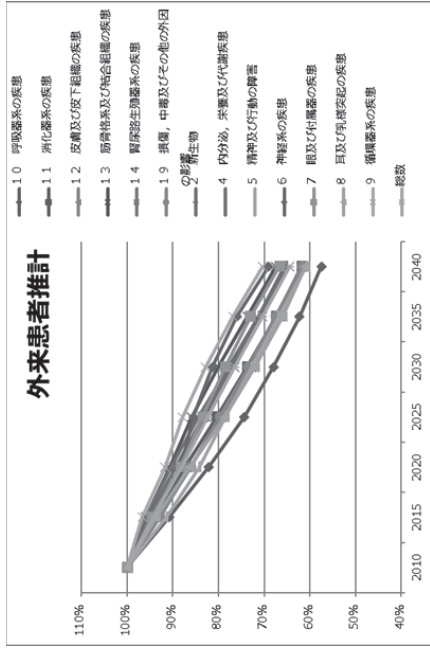 外来患者推計
110%
100%
90%
80%
70%
60%
50%
40%
2010
2015
2020
2025
2030
2035
2040
10 呼吸器系の疾患
11 消化器系の疾患
12 皮膚及び皮下組織の疾患
13 筋骨格系及び結合組織の疾患
14 腎尿路生殖器系の疾患
19 損傷,中毒及びその他の外因
の影響
2 新生物
4 内分泌,栄養及び代謝疾患
5 精神及び行動の障害
6 神経系の疾患
7 眼及び付属器の疾患
8 耳及び乳様突起の疾患
9 循環器系の疾患
総数